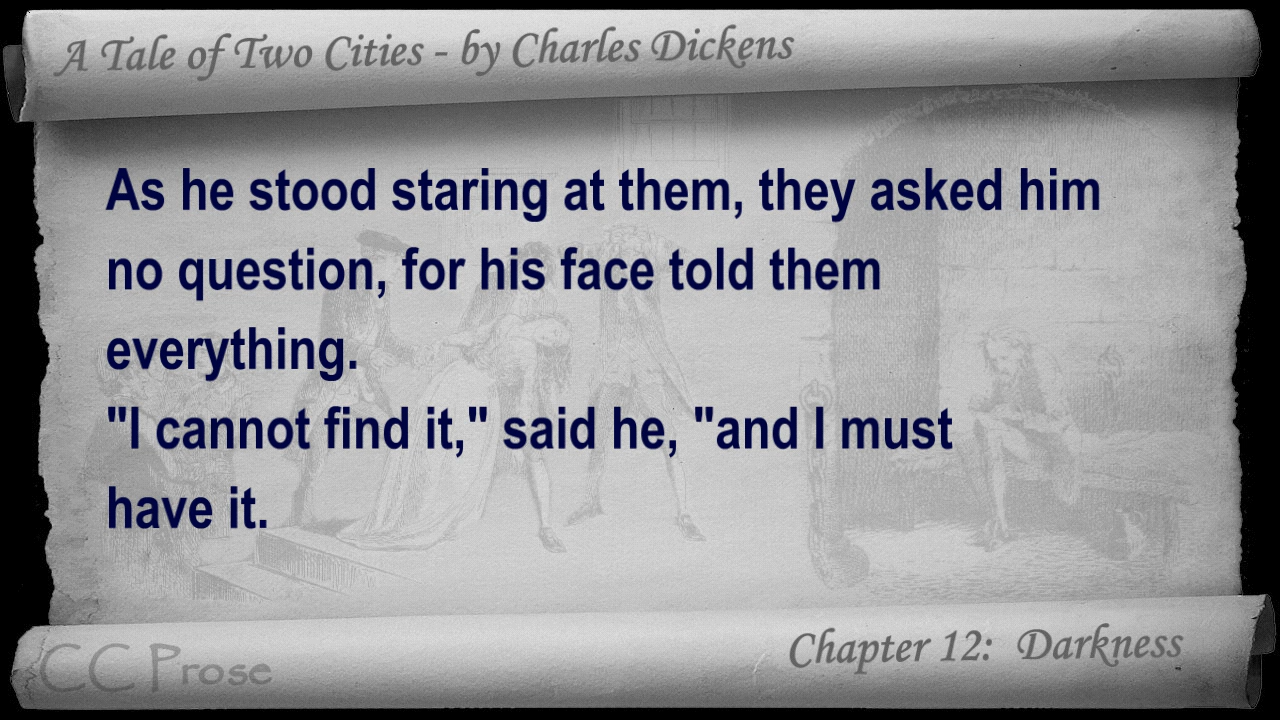 A Tale of Two Cities - by Charles Dickens
As he stood staring at them, they asked him
no question, for his face told them
everything.
"I cannot find it," said he, "and I must
have it.
Chapter 12: Darkness
CC Prose